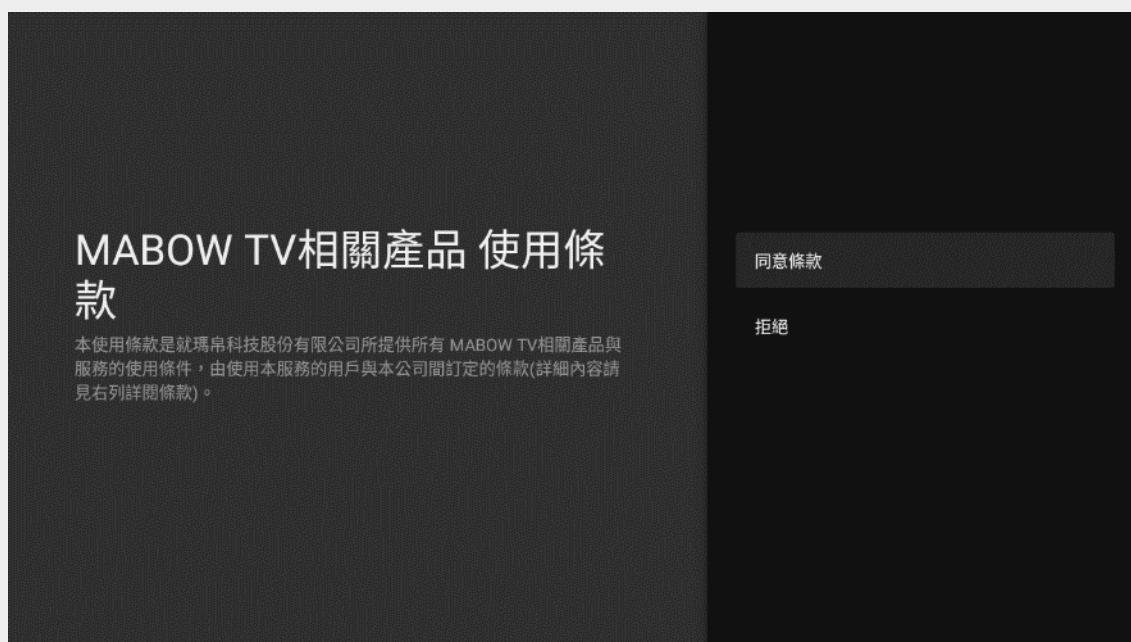 MABOW TV相關產品 使用條
款
本使用條款是就瑪帛科技股份有限公司所提供所有 MABOW TV相關產品與
服務的使用條件，由使用本服務的用戶與本公司間訂定的條款(詳細內容請
見右列詳閱條款)。
同意條款
拒絕